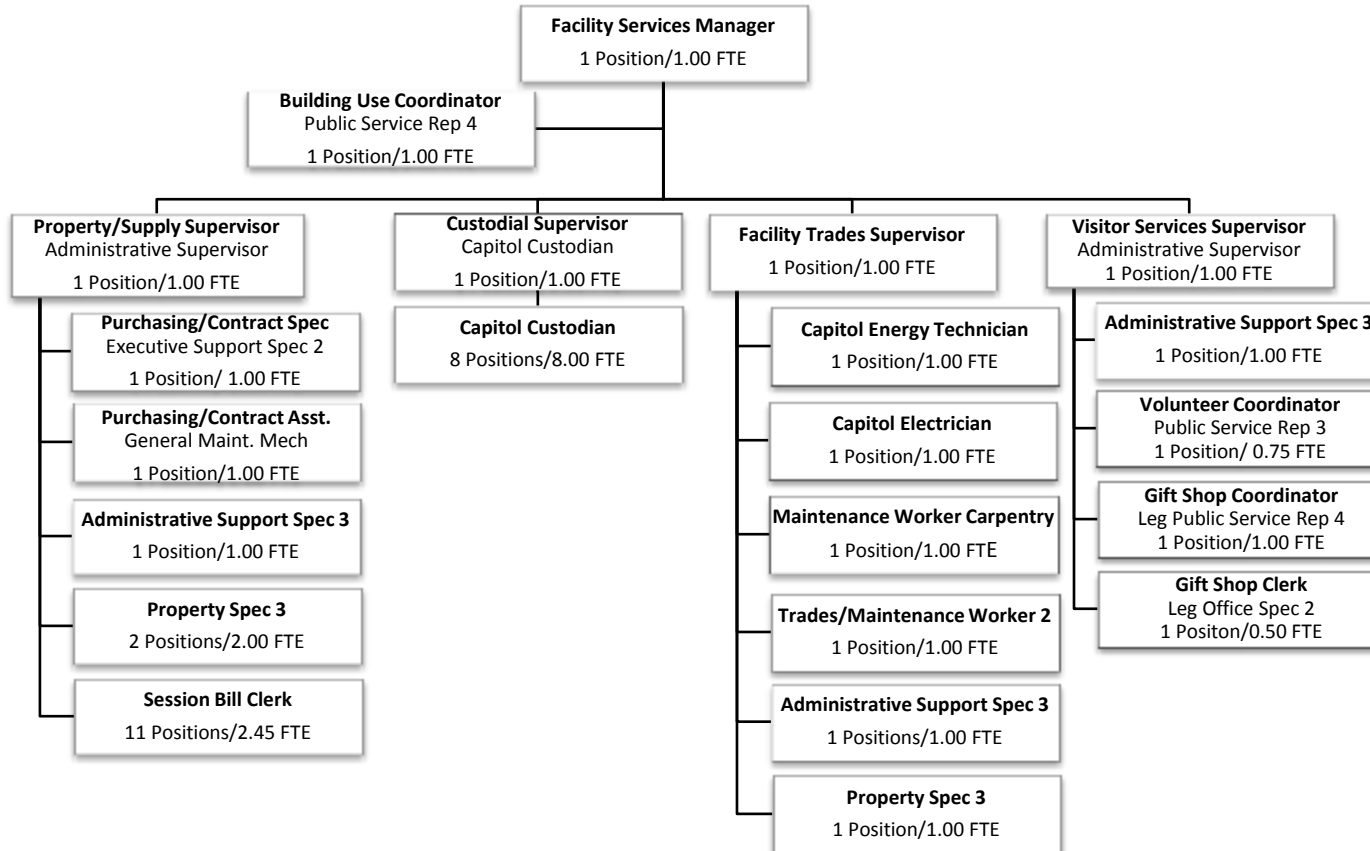 Facility Services Manager
1 Position/1.00 FTE
Building Use Coordinator
Public Service Rep 4
1 Position/1.00 FTE
Property/Supply Supervisor
Administrative Supervisor
1 Position/1.00 FTE
Purchasing/Contract Spec
Executive Support Spec 2
1 Position/ 1.00 FTE
Purchasing/Contract Asst.
General Maint. Mech
1 Position/1.00 FTE
Administrative Support Spec 3
1 Position/1.00 FTE
Property Spec 3
2 Positions/2.00 FTE
Session Bill Clerk
11 Positions/2.45 FTE
Custodial Supervisor
Capitol Custodian
1 Position/1.00 FTE
Capitol Custodian
8 Positions/8.00 FTE
Facility Trades Supervisor
1 Position/1.00 FTE
Capitol Energy Technician
1 Position/1.00 FTE
Capitol Electrician
1 Position/1.00 FTE
Maintenance Worker Carpentry
1 Position/1.00 FTE
Trades/Maintenance Worker 2
1 Position/1.00 FTE
Administrative Support Spec 3
1 Positions/1.00 FTE
Property Spec 3
1 Position/1.00 FTE
Visitor Services Supervisor
Administrative Supervisor
1 Position/1.00 FTE
Administrative Support Spec 3
1 Position/1.00 FTE
Volunteer Coordinator
Public Service Rep 3
1 Position/ 0.75 FTE
Gift Shop Coordinator
Leg Public Service Rep 4
1 Position/1.00 FTE
Gift Shop Clerk
Leg Office Spec 2
1 Positon/0.50 FTE